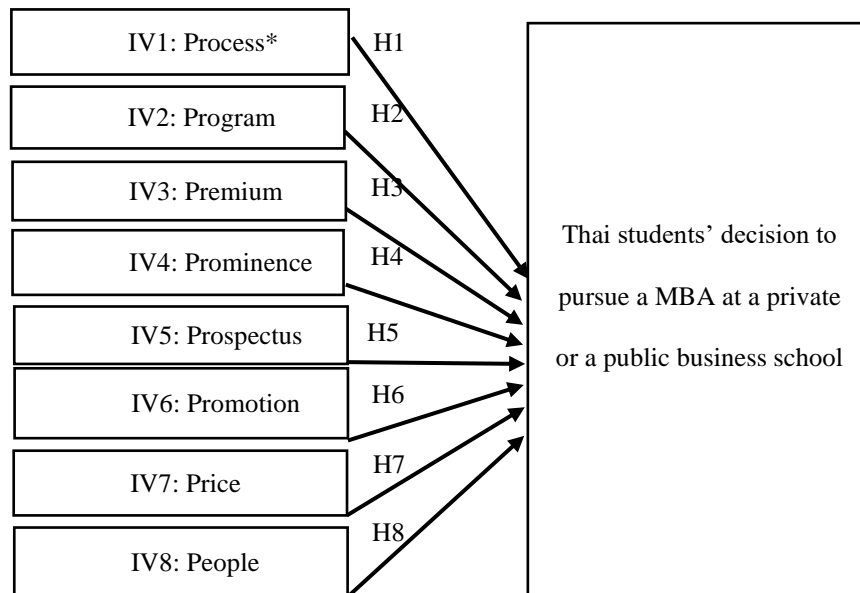 IV1: Process*
H1
IV2: Program
H2
IV3: Premium
H3
IV4: Prominence
H4
IV5: Prospectus
H5
IV6: Promotion
H6
IV7: Price
H7
IV8: People
H8
Thai students’ decision to
pursue a MBA at a private
or a public business school